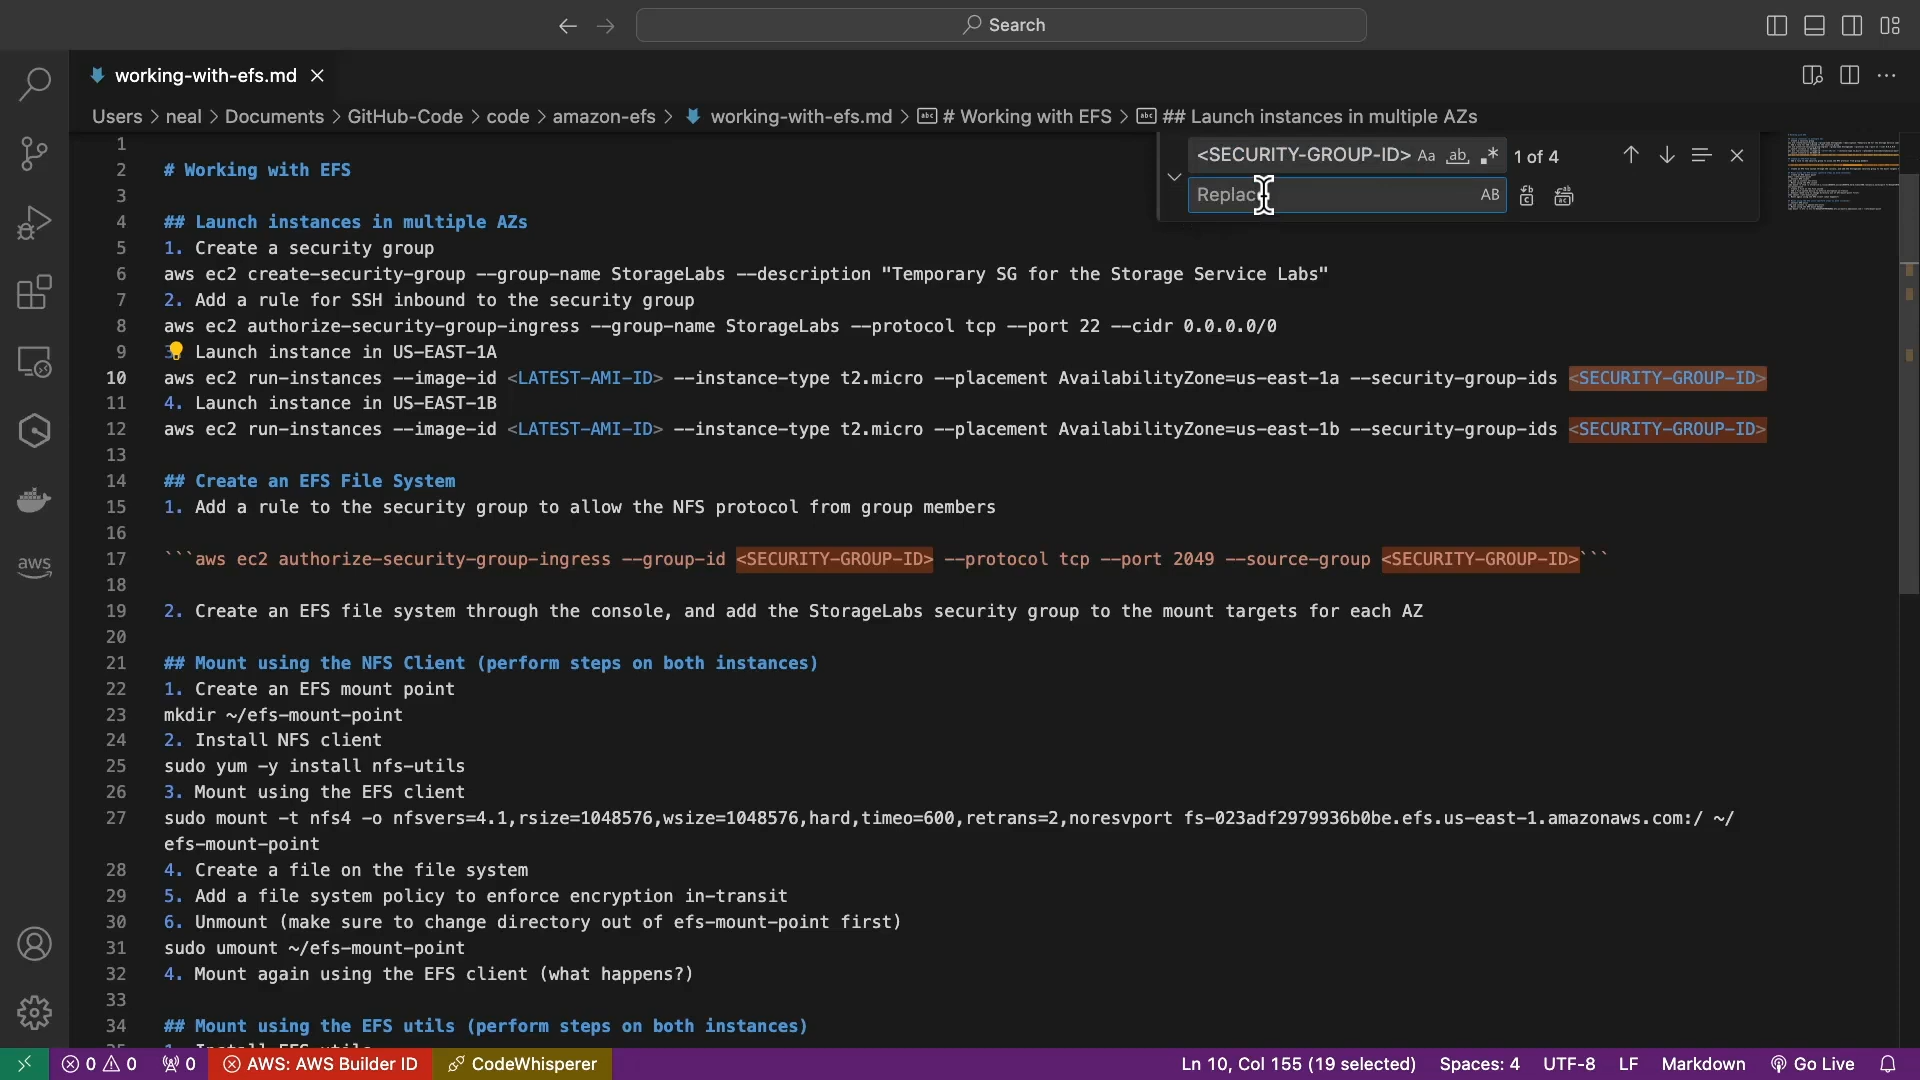 Search
working-with-efs.md
Users > neal > Documents > GitHub-Code > code > amazon-efs > working-with-efs.md > # Working with EFS > ## Launch instances in multiple AZs
<SECURITY-GROUP-ID> Aa ab .* 1 of 4
Replace AB
1
2 # Working with EFS
3
4 ## Launch instances in multiple AZs
5 1. Create a security group
6 aws ec2 create-security-group --group-name StorageLabs --description "Temporary SG for the Storage Service Labs"
7 2. Add a rule for SSH inbound to the security group
8 aws ec2 authorize-security-group-ingress --group-name StorageLabs --protocol tcp --port 22 --cidr 0.0.0.0/0
9 3. Launch instance in US-EAST-1A
10 aws ec2 run-instances --image-id <LATEST-AMI-ID> --instance-type t2.micro --placement AvailabilityZone=us-east-1a --security-group-ids <SECURITY-GROUP-ID>
11 4. Launch instance in US-EAST-1B
12 aws ec2 run-instances --image-id <LATEST-AMI-ID> --instance-type t2.micro --placement AvailabilityZone=us-east-1b --security-group-ids <SECURITY-GROUP-ID>
13
14 ## Create an EFS File System
15 1. Add a rule to the security group to allow the NFS protocol from group members
16
17 ```aws ec2 authorize-security-group-ingress --group-id <SECURITY-GROUP-ID> --protocol tcp --port 2049 --source-group <SECURITY-GROUP-ID>```
18
19 2. Create an EFS file system through the console, and add the StorageLabs security group to the mount targets for each AZ
20
21 ## Mount using the NFS Client (perform steps on both instances)
22 1. Create an EFS mount point
23 mkdir ~/efs-mount-point
24 2. Install NFS client
25 sudo yum -y install nfs-utils
26 3. Mount using the EFS client
27 sudo mount -t nfs4 -o nfsvers=4.1,rsize=1048576,wsize=1048576,hard,timeo=600,retrans=2,noresvport fs-023adf2979936b0be.efs.us-east-1.amazonaws.com:/ ~/
efs-mount-point
28 4. Create a file on the file system
29 5. Add a file system policy to enforce encryption in-transit
30 6. Unmount (make sure to change directory out of efs-mount-point first)
31 sudo umount ~/efs-mount-point
32 4. Mount again using the EFS client (what happens?)
33
34 ## Mount using the EFS utils (perform steps on both instances)
35 1. Install EFS utils
aws
0 0 0 AWS: AWS Builder ID CodeWhisperer Ln 10, Col 155 (19 selected) Spaces: 4 UTF-8 LF Markdown Go Live